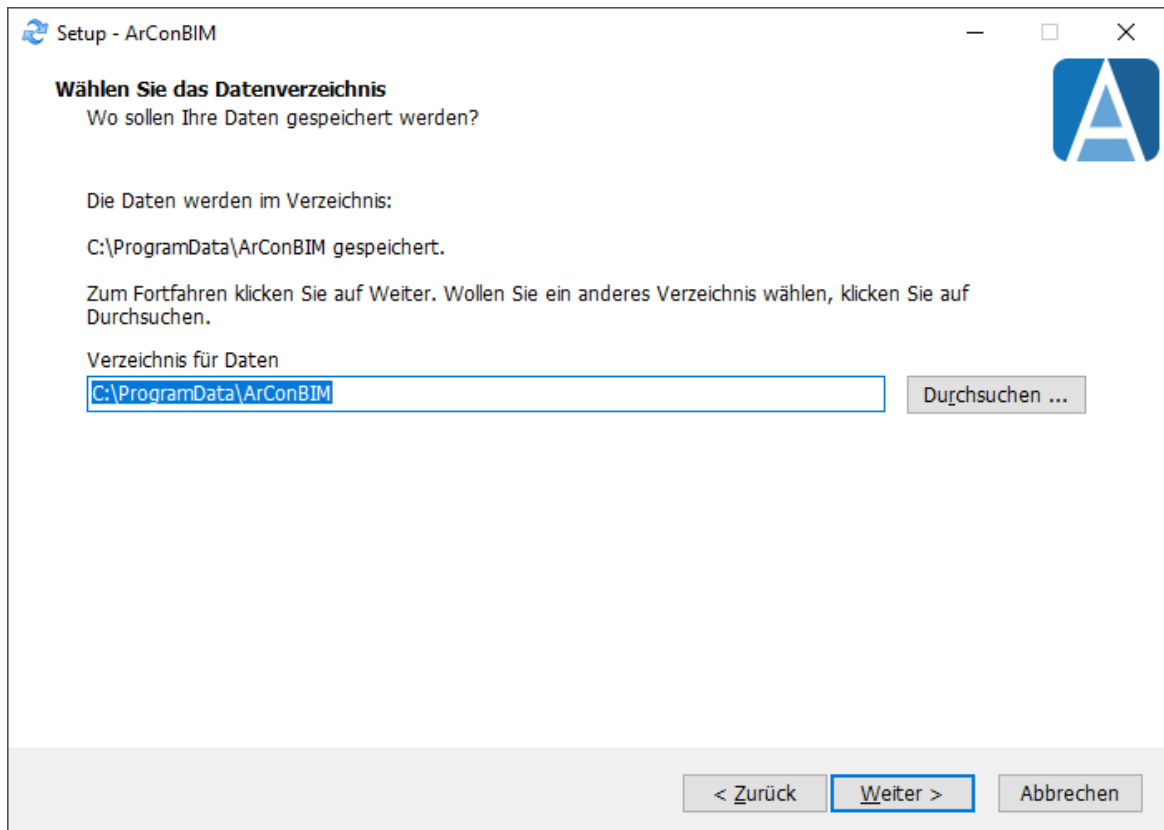 Setup - ArConBIM
Wählen Sie das Datenverzeichnis
Wo sollen Ihre Daten gespeichert werden?
Die Daten werden im Verzeichnis:
C:\ProgramData\ArConBIM gespeichert.
Zum Fortfahren klicken Sie auf Weiter. Wollen Sie ein anderes Verzeichnis wählen, klicken Sie auf
Durchsuchen.
Verzeichnis für Daten
C:\ProgramData\ArConBIM
Durchsuchen ...
< Zurück
Weiter >
Abbrechen